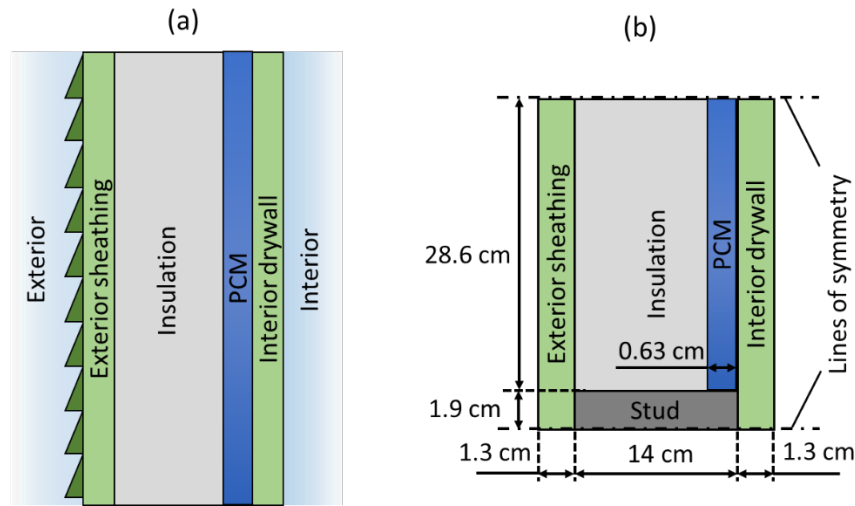 (a)
Exterior
Exterior sheathing
Insulation
PCM
Interior drywall
Interior
(b)
28.6 cm
1.9 cm
Exterior sheathing
Insulation
0.63 cm
PCM
Interior drywall
Lines of symmetry
Stud
1.3 cm
14 cm
1.3 cm